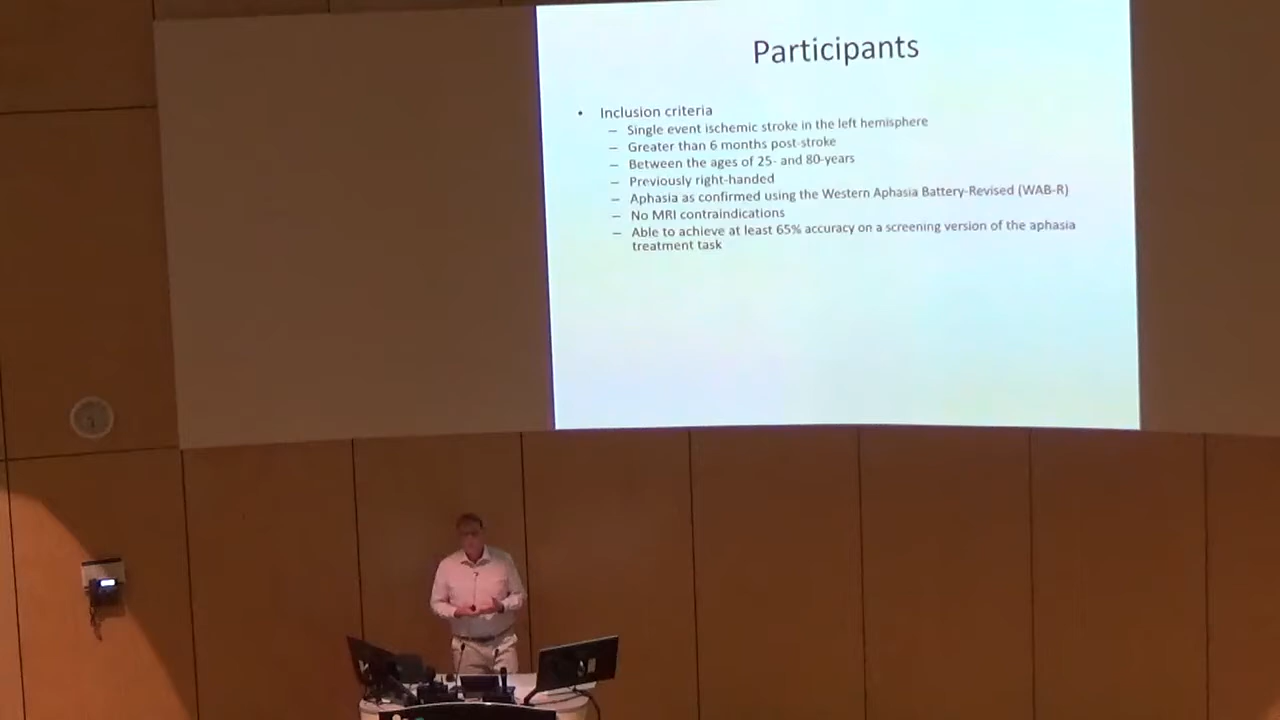 Participants
• Inclusion criteria
– Single event ischemic stroke in the left hemisphere
– Greater than 6 months post-stroke
– Between the ages of 25- and 80-years
– Previously right-handed
– Aphasia as confirmed using the Western Aphasia Battery-Revised (WAB-R)
– No MRI contraindications
– Able to achieve at least 65% accuracy on a screening version of the aphasia
treatment task